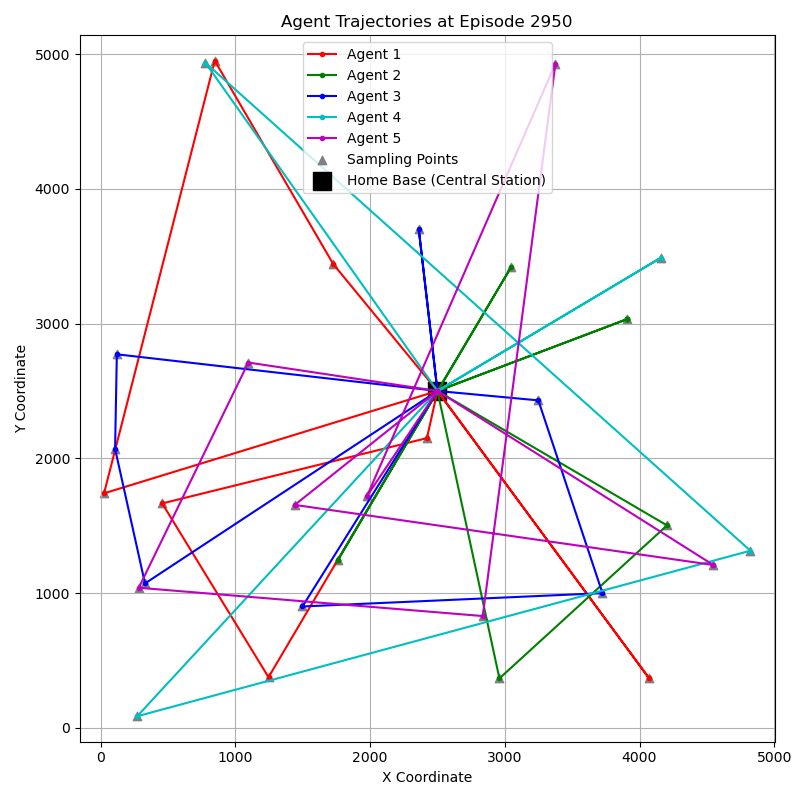 Agent Trajectories at Episode 2950
Agent 1
Agent 2
Agent 3
Agent 4
Agent 5
Sampling Points
Home Base (Central Station)
Y Coordinate
5000
4000
3000
2000
1000
0
0 1000 2000 3000 4000 5000
X Coordinate